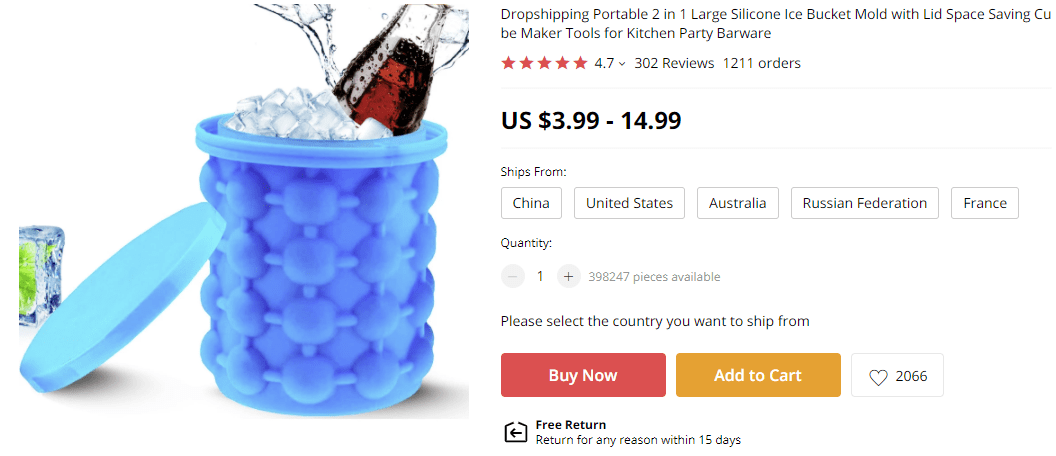 Dropshipping Portable 2 in 1 Large Silicone Ice Bucket Mold with Lid Space Saving Cu
be Maker Tools for Kitchen Party Barware
4.7 302 Reviews 1211 orders
US $3.99 - 14.99
Ships From:
China United States Australia Russian Federation France
Quantity:
− 1 + 398247 pieces available
Please select the country you want to ship from
Buy Now Add to Cart 2066
Free Return
Return for any reason within 15 days